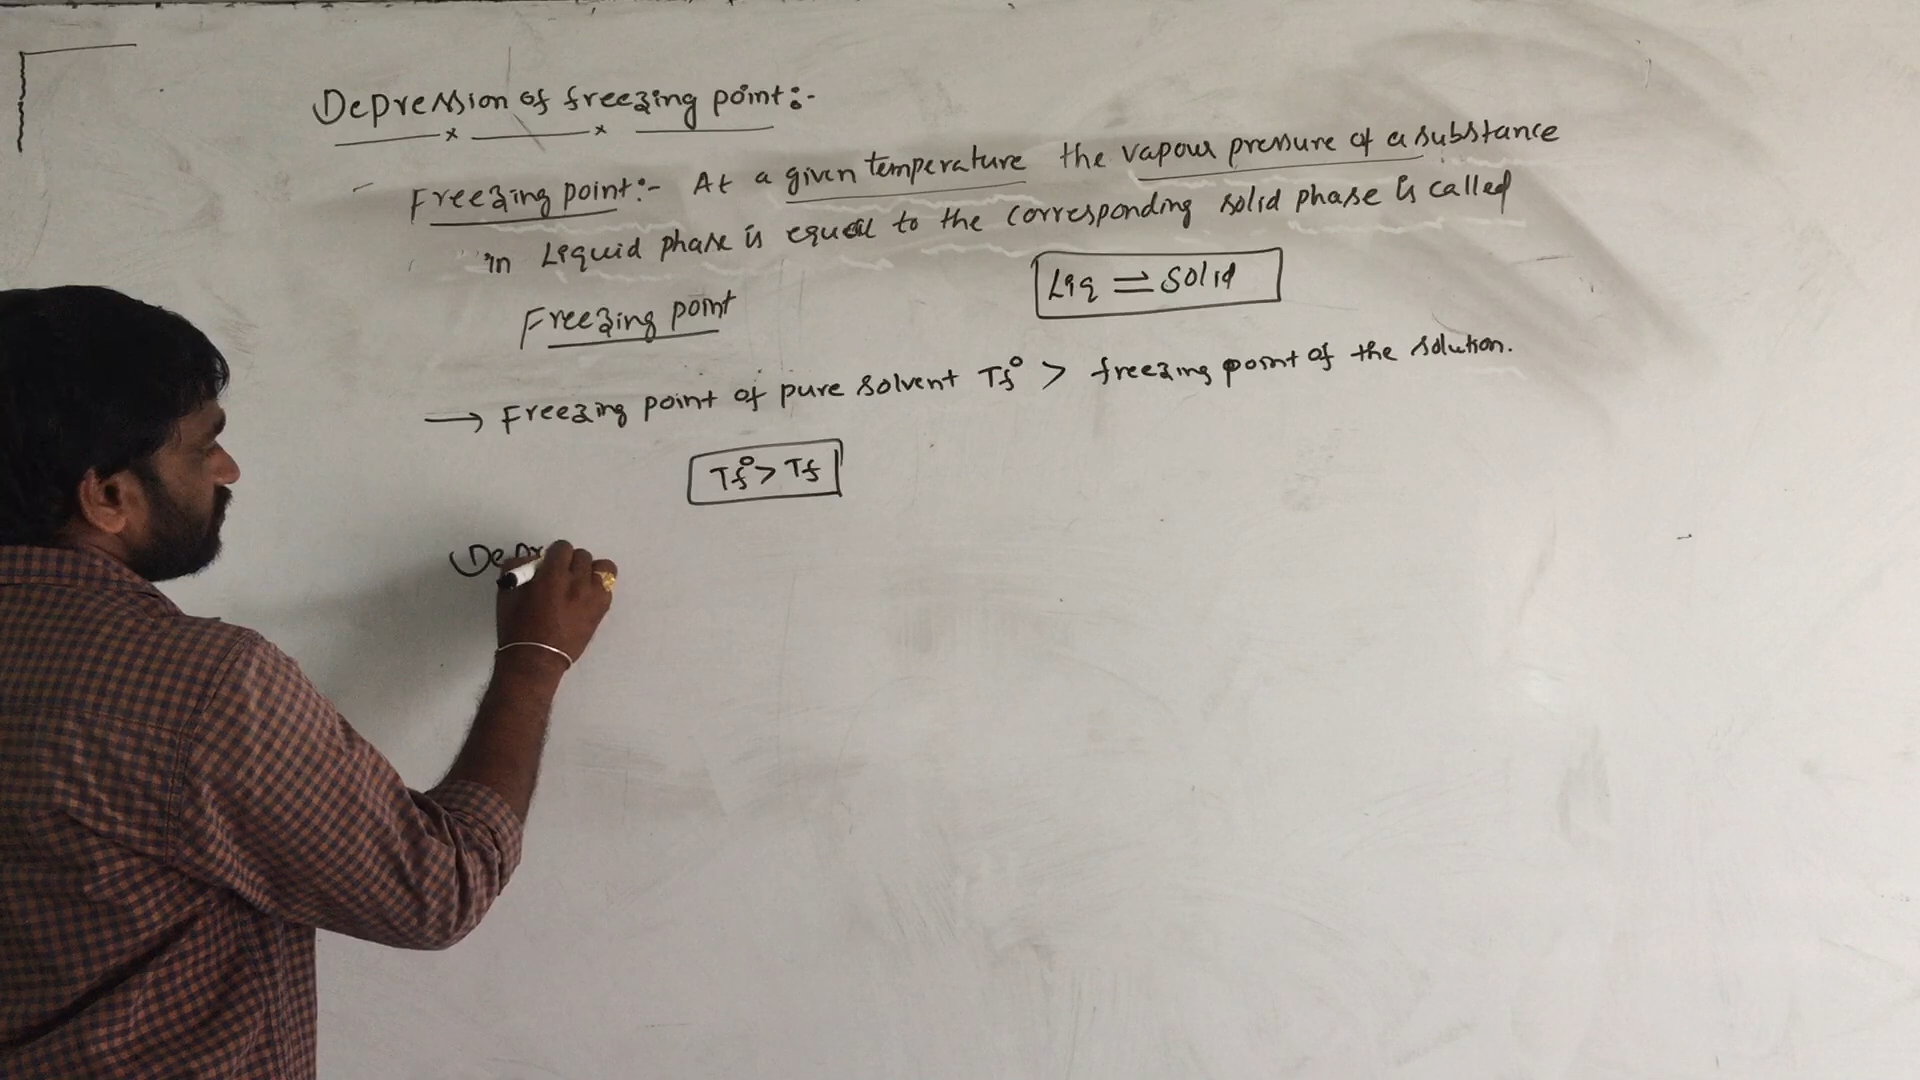 Depression of freezing point:-
Freezing point:- At a given temperature the vapour pressure of a substance
in Liquid phase is equal to the corresponding solid phase is called
Freezing point
Liq ⇌ Solid
→ Freezing point of pure solvent Tf° > freezing point of the solution.
Tf° > Tf
Depr